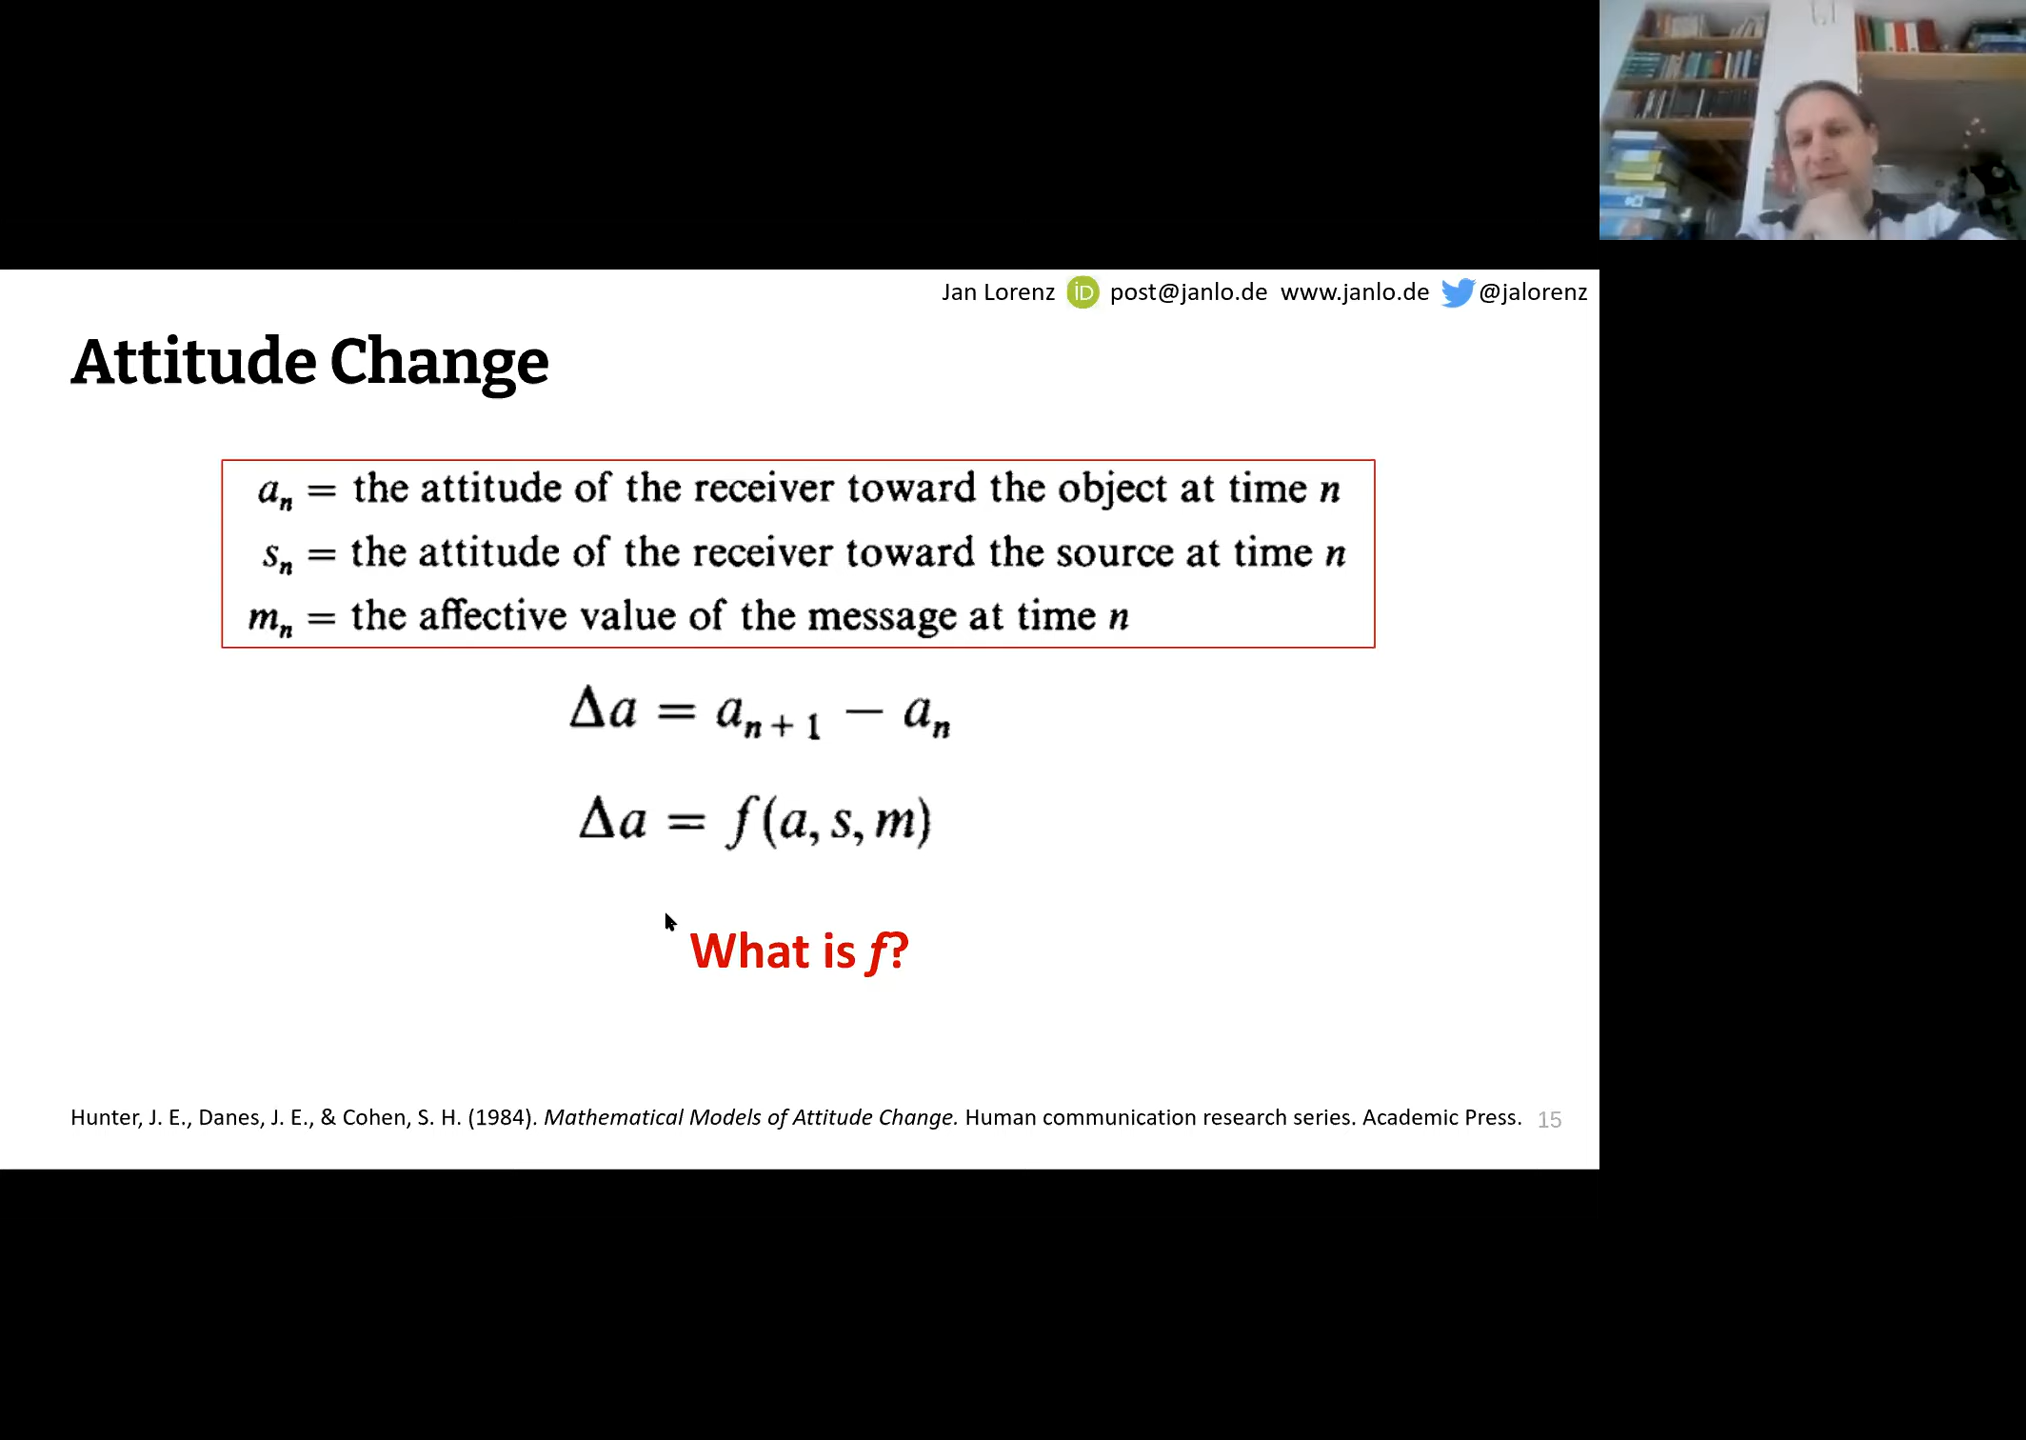 Jan Lorenz iD post@janlo.de www.janlo.de @jalorenz
Attitude Change
aₙ = the attitude of the receiver toward the object at time n
sₙ = the attitude of the receiver toward the source at time n
mₙ = the affective value of the message at time n
Δa = aₙ₊₁ − aₙ
Δa = f(a, s, m)
What is f?
Hunter, J. E., Danes, J. E., & Cohen, S. H. (1984). Mathematical Models of Attitude Change. Human communication research series. Academic Press. 15